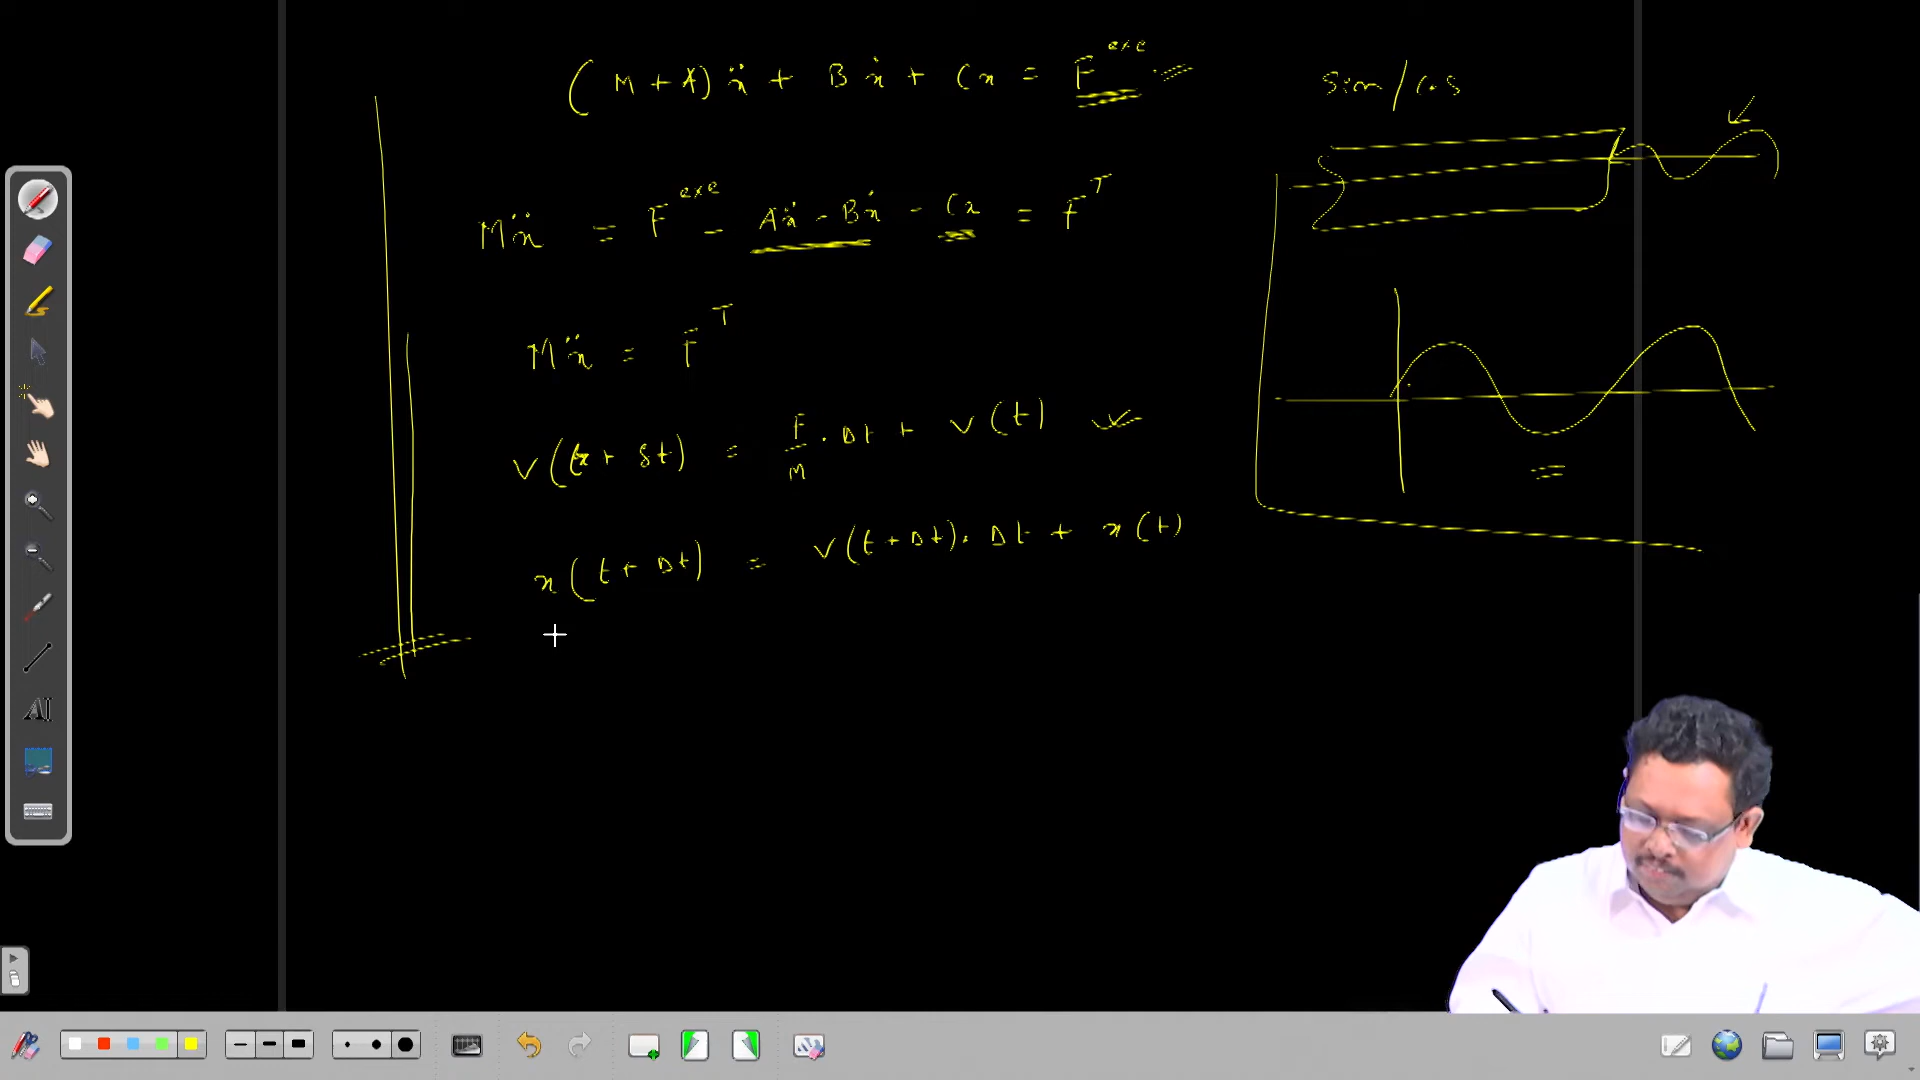 (M + A) ẍ + B ẋ + Cx = F^exe
sin/cos
Mẍ = F^exe - Aẍ - Bẋ - Cx = F^T
Mẍ = F^T
v(t + δt) = F/M · Δt + v(t)
x(t + Δt) = v(t + Δt) · Δt + x(t)